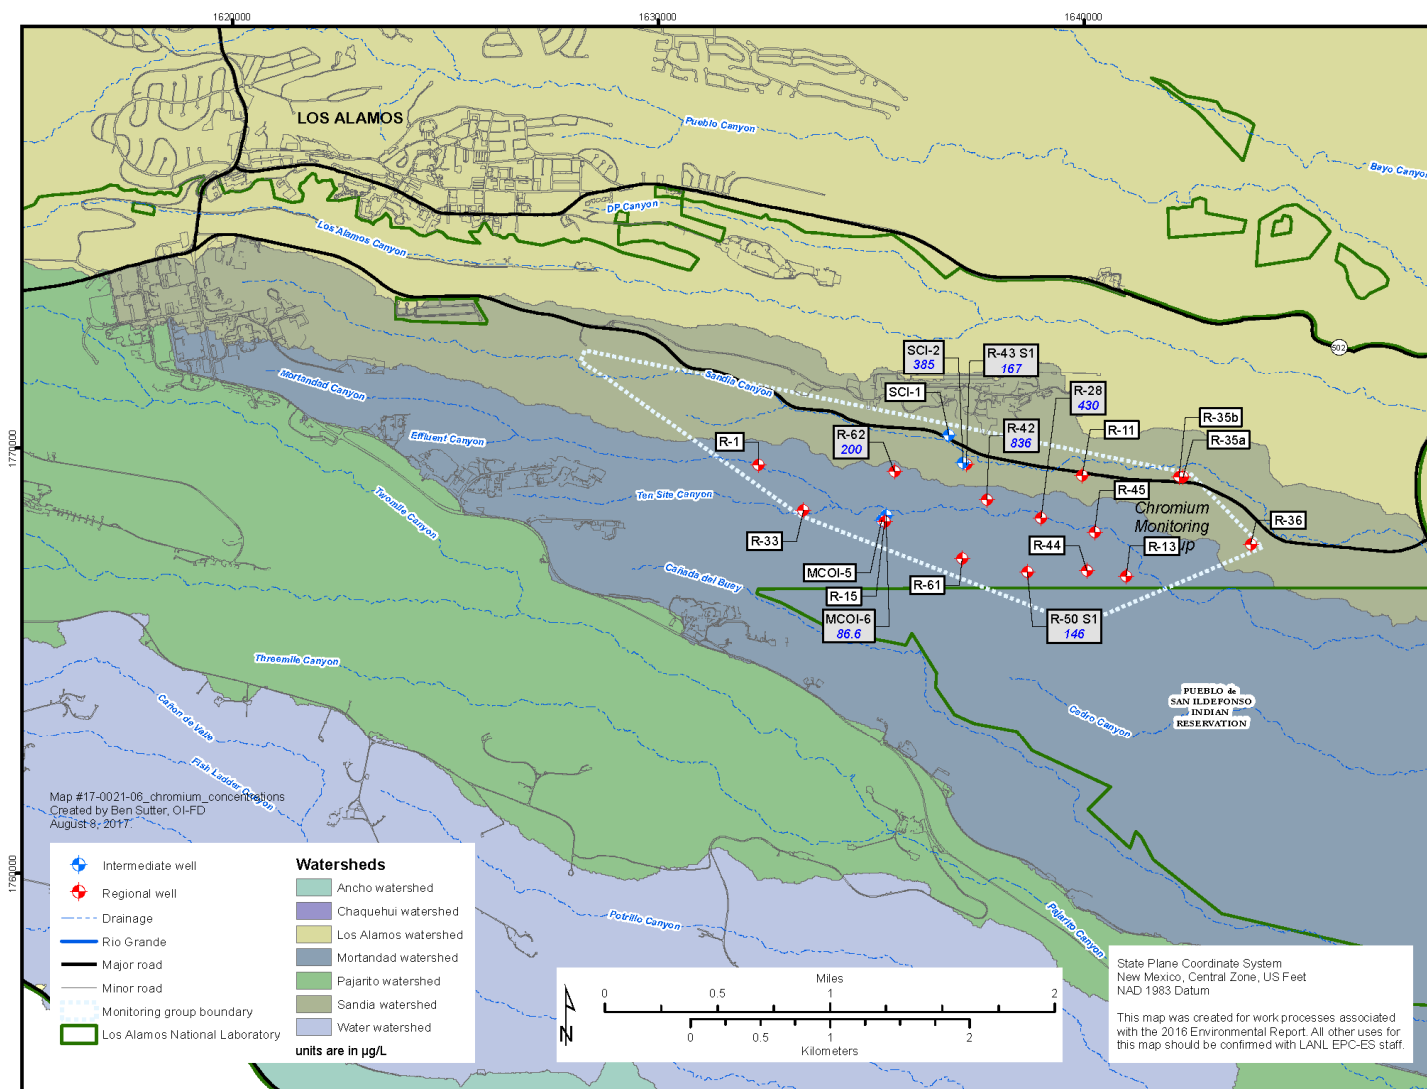 1620000
1630000
1640000
LOS ALAMOS
Pueblo Canyon
Bayo Canyon
DP Canyon
Los Alamos Canyon
502
1770000
SCI-2
385
R-43 S1
167
SCI-1
R-28
430
Sandia Canyon
Mortandad Canyon
R-42
836
R-11
R-35b
R-35a
Effluent Canyon
R-1
R-62
200
R-45
Ten Site Canyon
Twomile Canyon
Chromium
Monitoring
up
R-36
R-33
R-44
R-13
MCOI-5
R-61
Cañada del Buey
R-15
MCOI-6
86.6
R-50 S1
146
Threemile Canyon
Cañon de Valle
PUEBLO de
SAN ILDEFONSO
INDIAN
RESERVATION
Cedro Canyon
Fish Ladder Canyon
Map #17-0021-06_chromium_concentrations
Created by Ben Sutter, OI-FD
August 8, 2017
1760000
Potrillo Canyon
Pajarito Canyon
Intermediate well
Regional well
Drainage
Rio Grande
Major road
Minor road
Monitoring group boundary
Los Alamos National Laboratory
Watersheds
Ancho watershed
Chaquehui watershed
Los Alamos watershed
Mortandad watershed
Pajarito watershed
Sandia watershed
Water watershed
units are in µg/L
N
Miles
0 0.5 1 2
0 0.5 1 2
Kilometers
State Plane Coordinate System
New Mexico, Central Zone, US Feet
NAD 1983 Datum
This map was created for work processes associated
with the 2016 Environmental Report. All other uses for
this map should be confirmed with LANL EPC-ES staff.